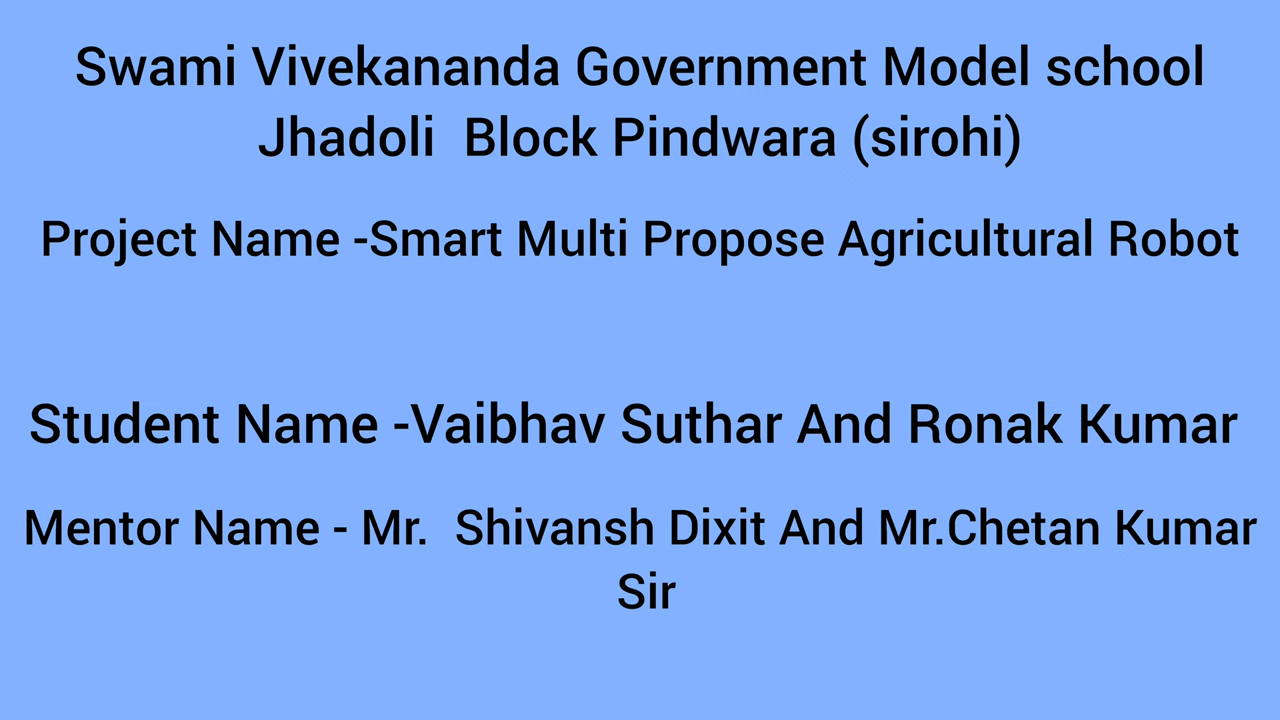 Swami Vivekananda Government Model school
Jhadoli  Block Pindwara (sirohi)
Project Name -Smart Multi Propose Agricultural Robot
Student Name -Vaibhav Suthar And Ronak Kumar
Mentor Name - Mr.  Shivansh Dixit And Mr.Chetan Kumar
Sir